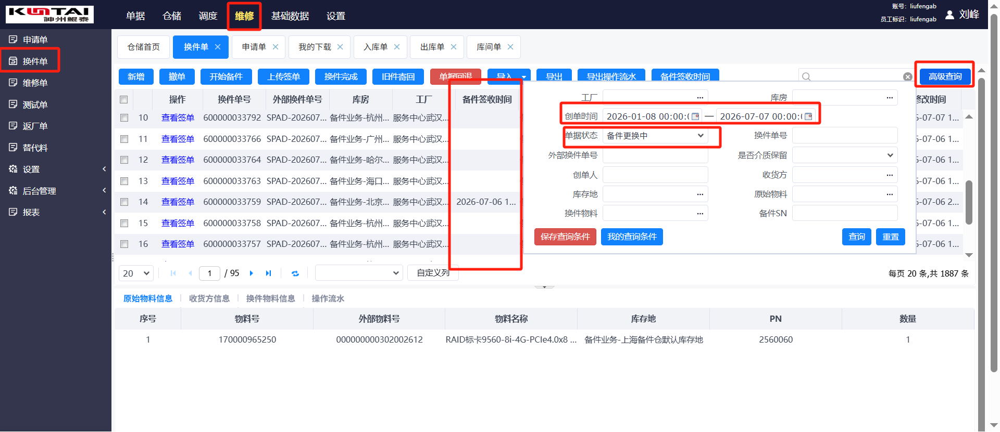 KUNTAI
神州鲲泰
单据 仓储 调度 维修 基础数据 设置
账号：liufengab
员工标识：liufengab
刘峰
申请单
换件单
维修单
测试单
返厂单
替代料
设置
后台管理
报表
仓储首页 换件单 申请单 我的下载 入库单 出库单 库间单
新增 撤单 开始备件 上传签单 换件完成 旧件寄回 单据回退 导入 导出 导出操作流水 备件签收时间 高级查询
操作 换件单号 外部换件单号 库房 工厂 备件签收时间 修改时间
10 查看签单 600000033792 SPAD-202607... 备件业务-杭州... 服务中心武汉... 5-07-07 1...
11 查看签单 600000033766 SPAD-202607... 备件业务-广州... 服务中心武汉... 5-07-06 1...
12 查看签单 600000033764 SPAD-202607... 备件业务-哈尔... 服务中心武汉... 5-07-06 1...
13 查看签单 600000033763 SPAD-202607... 备件业务-海口... 服务中心武汉... 5-07-06 1...
14 查看签单 600000033759 SPAD-202607... 备件业务-北京... 服务中心武汉... 2026-07-06 1... 5-07-06 2...
15 查看签单 600000033758 SPAD-202607... 备件业务-杭州... 服务中心武汉... 5-07-06 1...
16 查看签单 600000033757 SPAD-202607... 备件业务-杭州... 服务中心武汉... 5-07-06 1...
工厂 ... 库房 ...
创单时间 2026-01-08 00:00:( — 2026-07-07 00:00:(
单据状态 备件更换中 换件单号
外部换件单号 是否介质保留
创单人 收货方 ...
库存地 ... 原始物料 ...
换件物料 ... 备件SN
保存查询条件 我的查询条件 查询 重置
20 1 / 95 自定义列 每页 20 条,共 1887 条
原始物料信息 收货方信息 换件物料信息 操作流水
序号 物料号 外部物料号 物料名称 库存地 PN 数量
1 170000965250 000000000302002612 RAID标卡9560-8i-4G-PCIe4.0x8 ... 备件业务-上海备件仓默认库存地 2560060 1